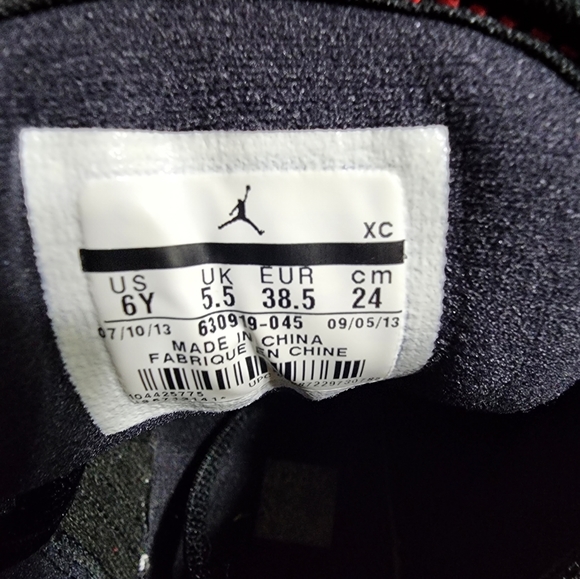 XC
US UK EUR cm
6Y 5.5 38.5 24
07/10/13 630919-045 09/05/13
MADE IN CHINA
FABRIQUE EN CHINE